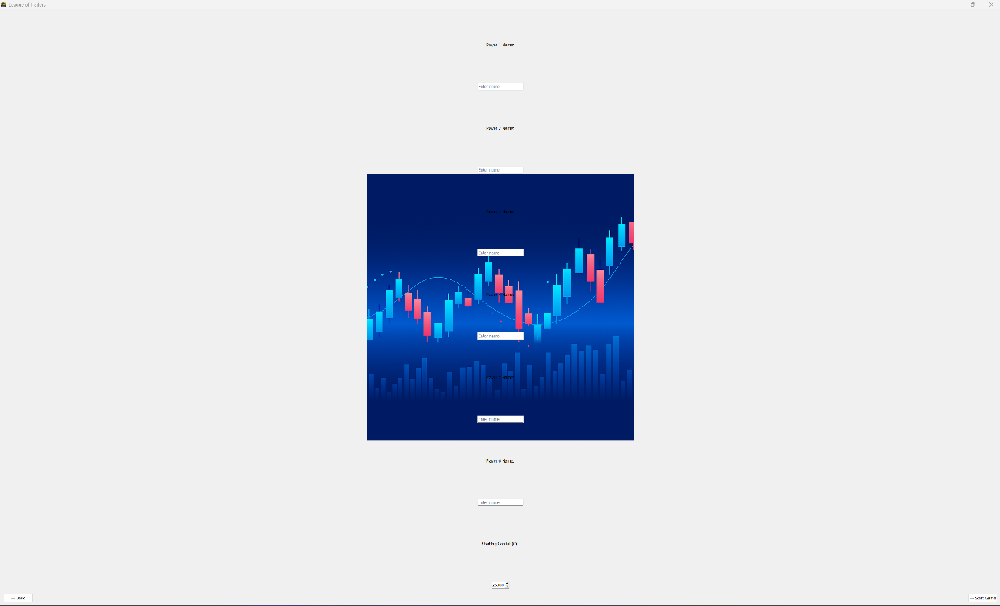 League of Traders
Player 1 Name:
Enter name
Player 2 Name:
Enter name
Player 3 Name:
Enter name
Player 4 Name:
Enter name
Player 5 Name:
Enter name
Player 6 Name:
Enter name
Starting Capital (₹):
25000
← Back
→ Start Game